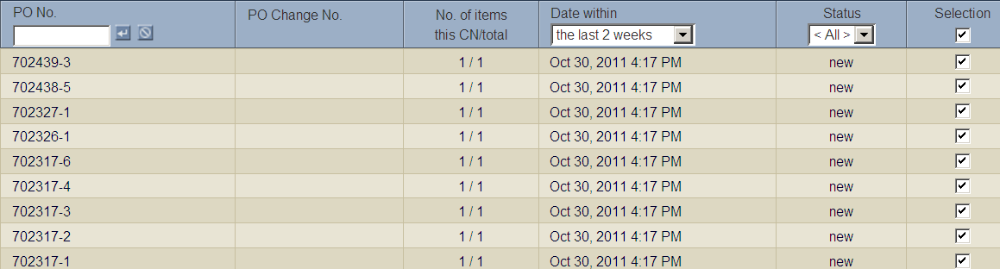 PO No. PO Change No. No. of items Date within Status Selection
this CN/total the last 2 weeks < All >
702439-3 1 / 1 Oct 30, 2011 4:17 PM new
702438-5 1 / 1 Oct 30, 2011 4:17 PM new
702327-1 1 / 1 Oct 30, 2011 4:17 PM new
702326-1 1 / 1 Oct 30, 2011 4:17 PM new
702317-6 1 / 1 Oct 30, 2011 4:17 PM new
702317-4 1 / 1 Oct 30, 2011 4:17 PM new
702317-3 1 / 1 Oct 30, 2011 4:17 PM new
702317-2 1 / 1 Oct 30, 2011 4:17 PM new
702317-1 1 / 1 Oct 30, 2011 4:17 PM new